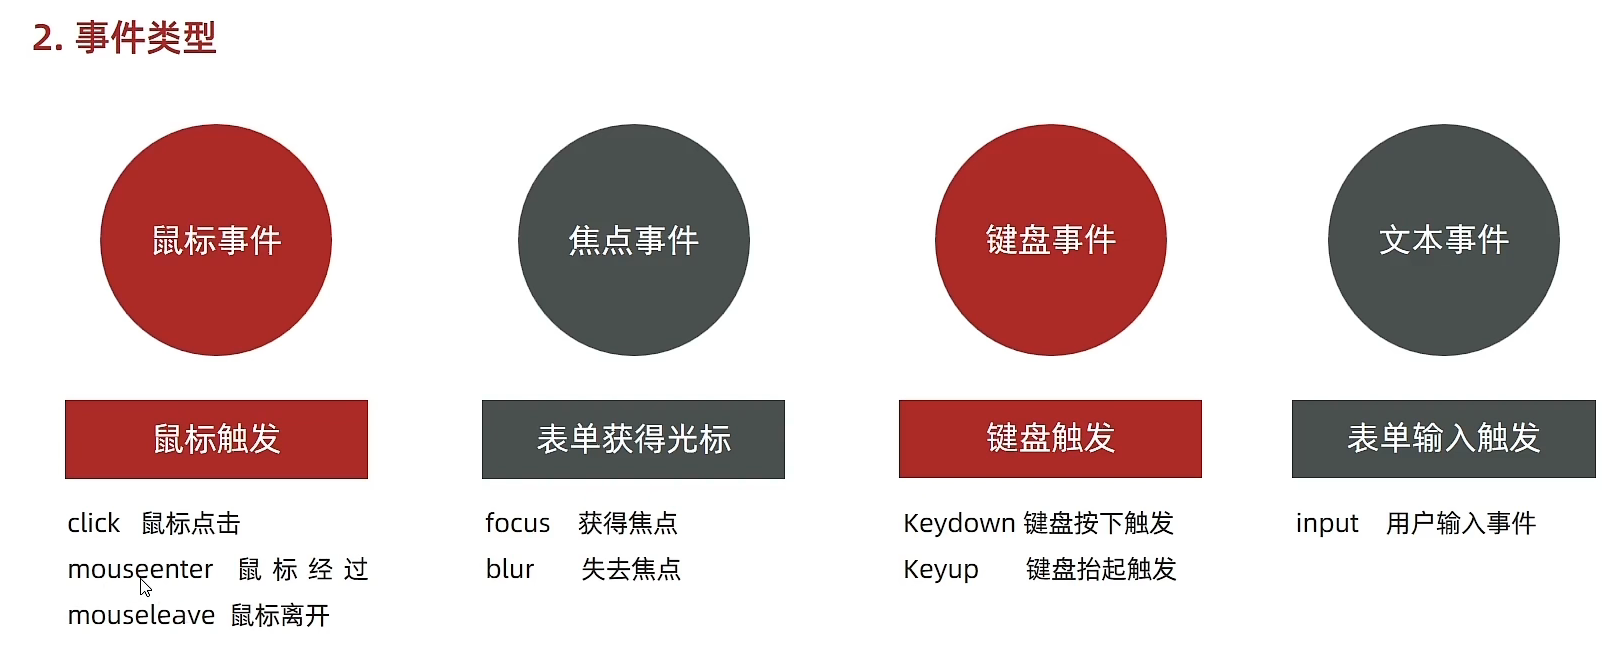 2. 事件类型
鼠标事件
焦点事件
键盘事件
文本事件
鼠标触发
表单获得光标
键盘触发
表单输入触发
click 鼠标点击
mouseenter 鼠 标 经 过
mouseleave 鼠标离开
focus 获得焦点
blur 失去焦点
Keydown 键盘按下触发
Keyup 键盘抬起触发
input 用户输入事件